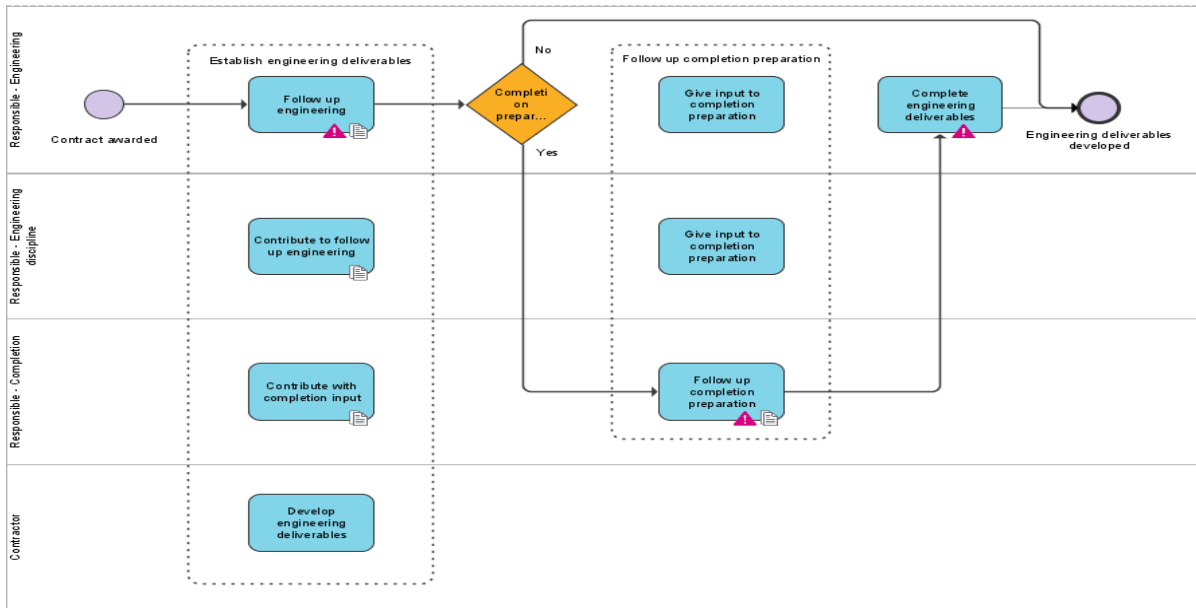 Responsible - Engineering
Contract awarded
Establish engineering deliverables
Follow up
engineering
Completi
on
prepar...
No
Yes
Follow up completion preparation
Give input to
completion
preparation
Complete
engineering
deliverables
Engineering deliverables
developed
Responsible - Engineering
discipline
Contribute to follow
up engineering
Give input to
completion
preparation
Responsible - Completion
Contribute with
completion input
Follow up
completion
preparation
Contractor
Develop
engineering
deliverables